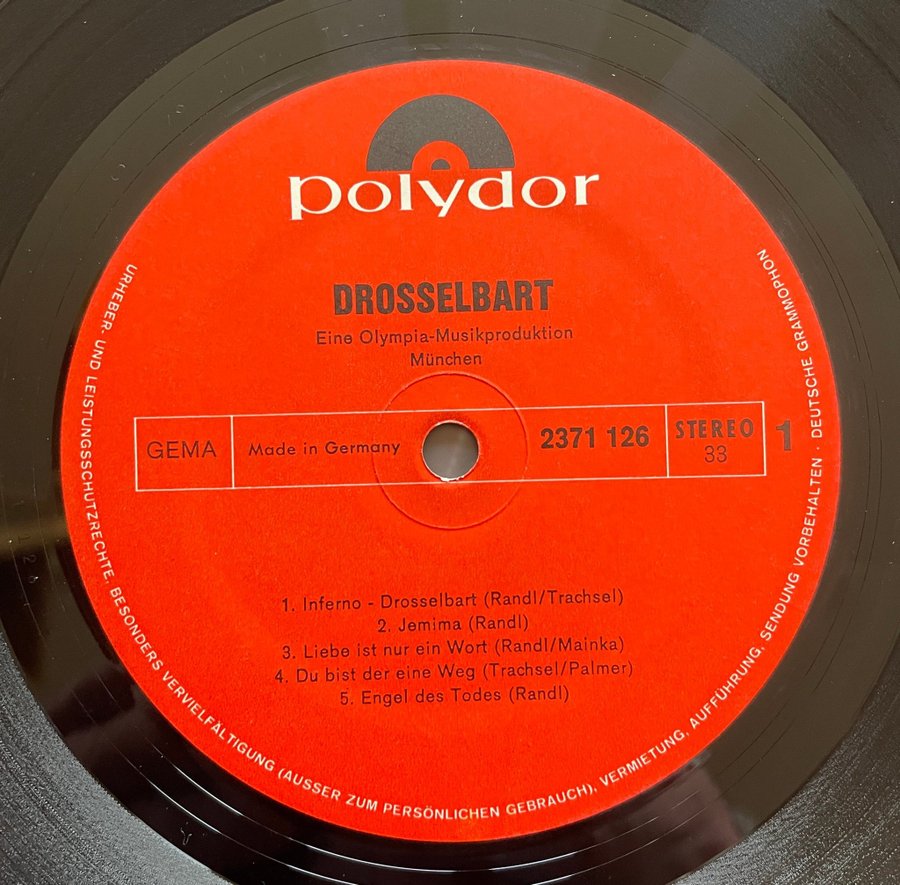 polydor
DROSSELBART
Eine Olympia-Musikproduktion
München
GEMA
Made in Germany
2371 126
STEREO
33
1
1. Inferno - Drosselbart (Randl/Trachsel)
2. Jemima (Randl)
3. Liebe ist nur ein Wort (Randl/Mainka)
4. Du bist der eine Weg (Trachsel/Palmer)
5. Engel des Todes (Randl)
URHEBER- UND LEISTUNGSSCHUTZRECHTE, BESONDERS VERVIELFÄLTIGUNG (AUSSER ZUM PERSÖNLICHEN GEBRAUCH), VERMIETUNG, AUFFÜHRUNG, SENDUNG VORBEHALTEN · DEUTSCHE GRAMMOPHON